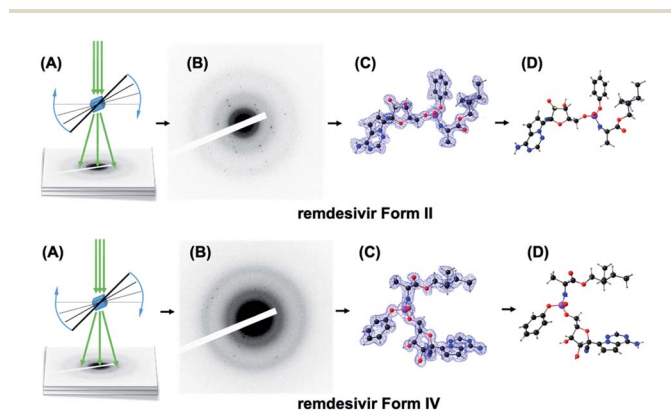 (A) (B) (C) (D)
remdesivir Form II
(A) (B) (C) (D)
remdesivir Form IV